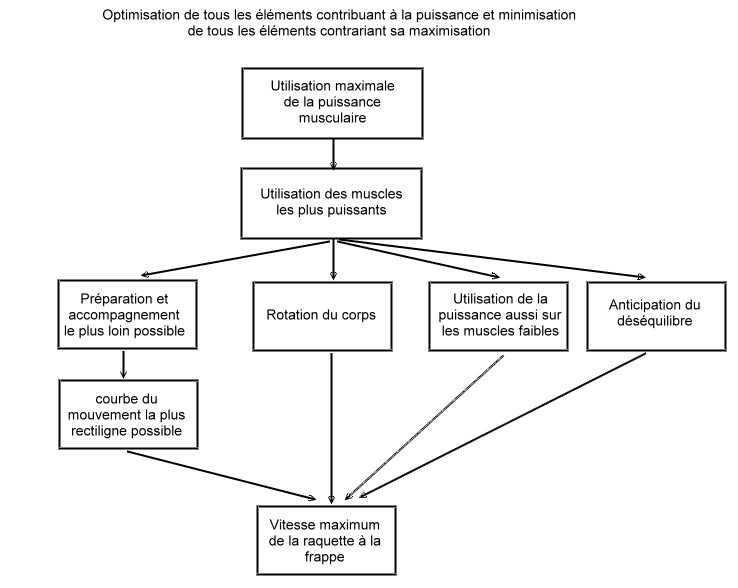 Optimisation de tous les éléments contribuant à la puissance et minimisation
de tous les éléments contrariant sa maximisation
Utilisation maximale
de la puissance
musculaire
Utilisation des muscles
les plus puissants
Préparation et
accompagnement
le plus loin possible
Rotation du corps
Utilisation de la
puissance aussi sur
les muscles faibles
Anticipation du
déséquilibre
courbe du
mouvement la plus
rectiligne possible
Vitesse maximum
de la raquette à la
frappe